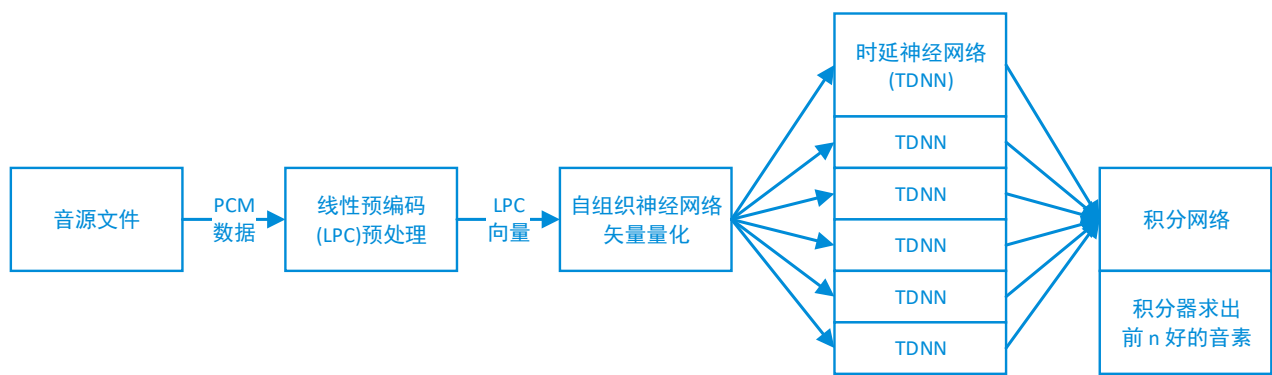 音源文件
PCM
数据
线性预编码
(LPC)预处理
LPC
向量
自组织神经网络
矢量量化
时延神经网络
(TDNN)
TDNN
TDNN
TDNN
TDNN
TDNN
积分网络
积分器求出
前 n 好的音素